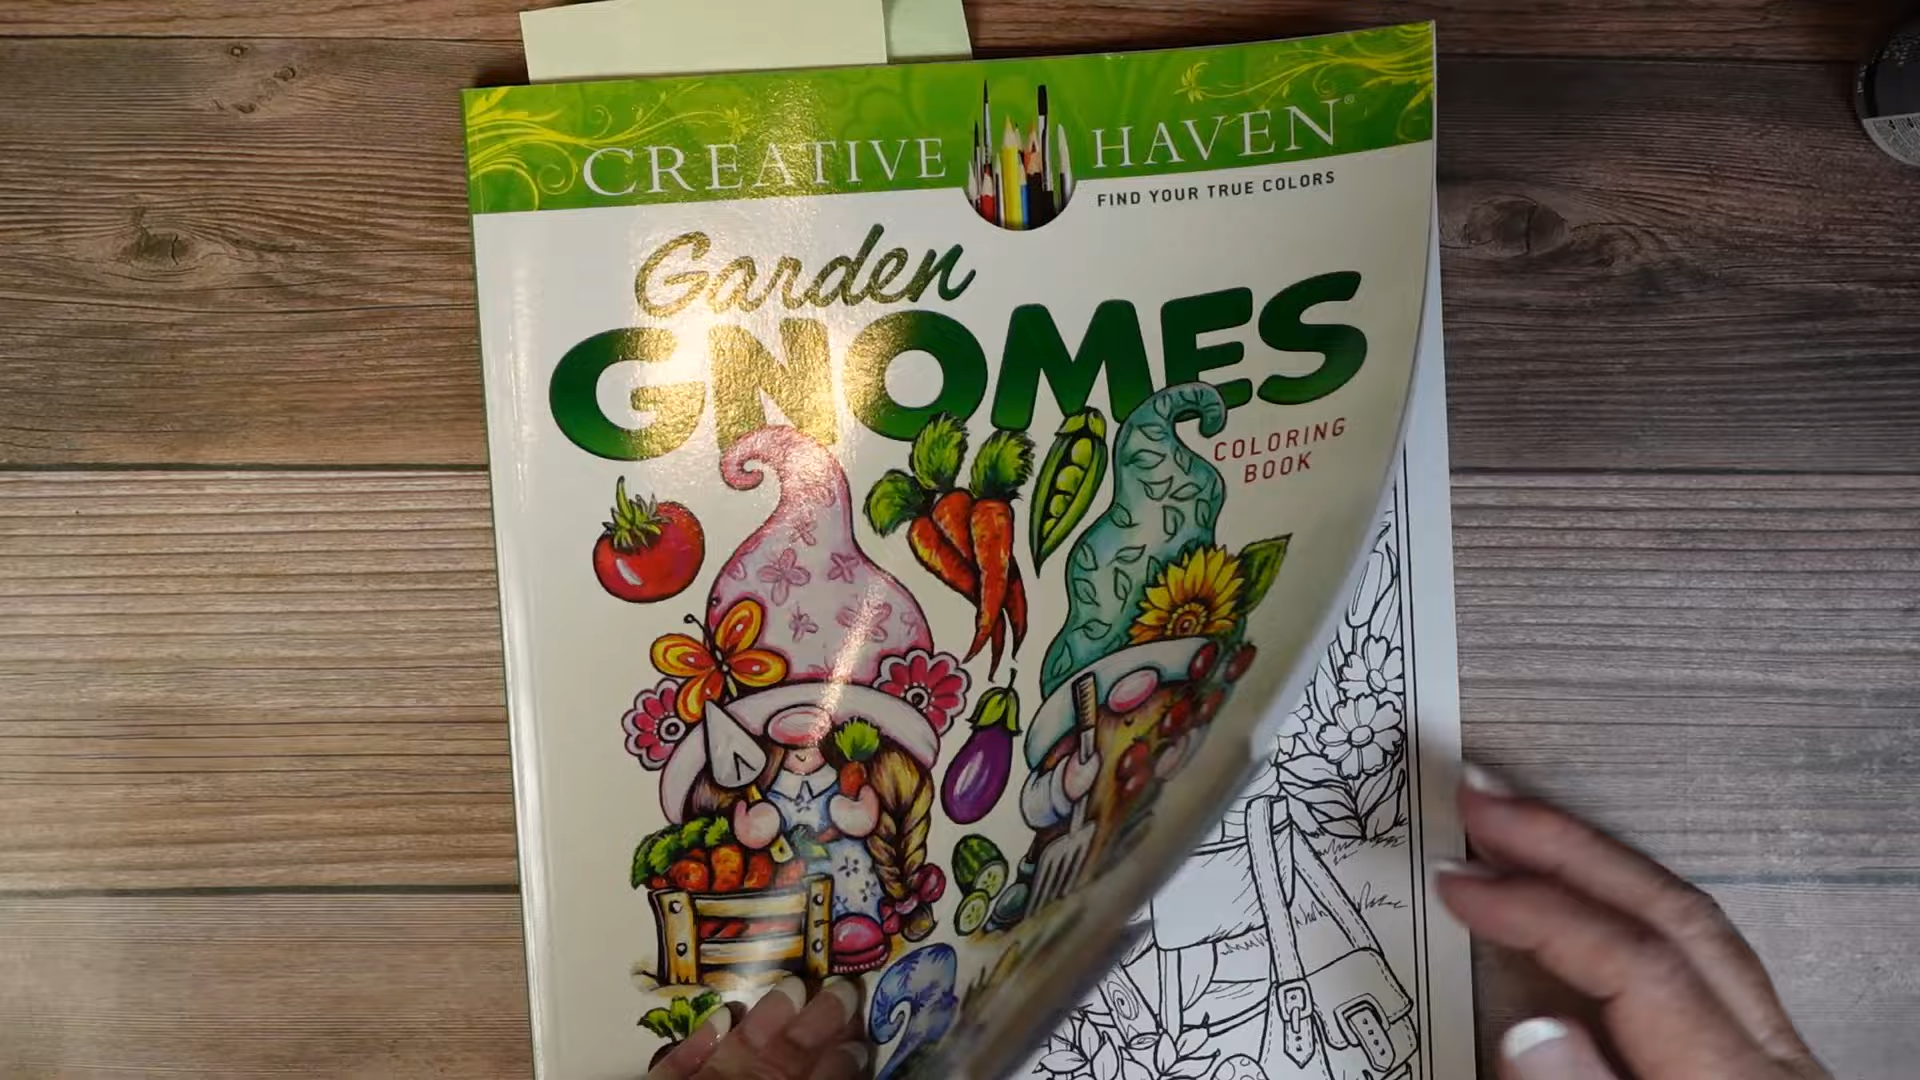 CREATIVE HAVEN®
FIND YOUR TRUE COLORS
Garden
GNOMES
COLORING
BOOK